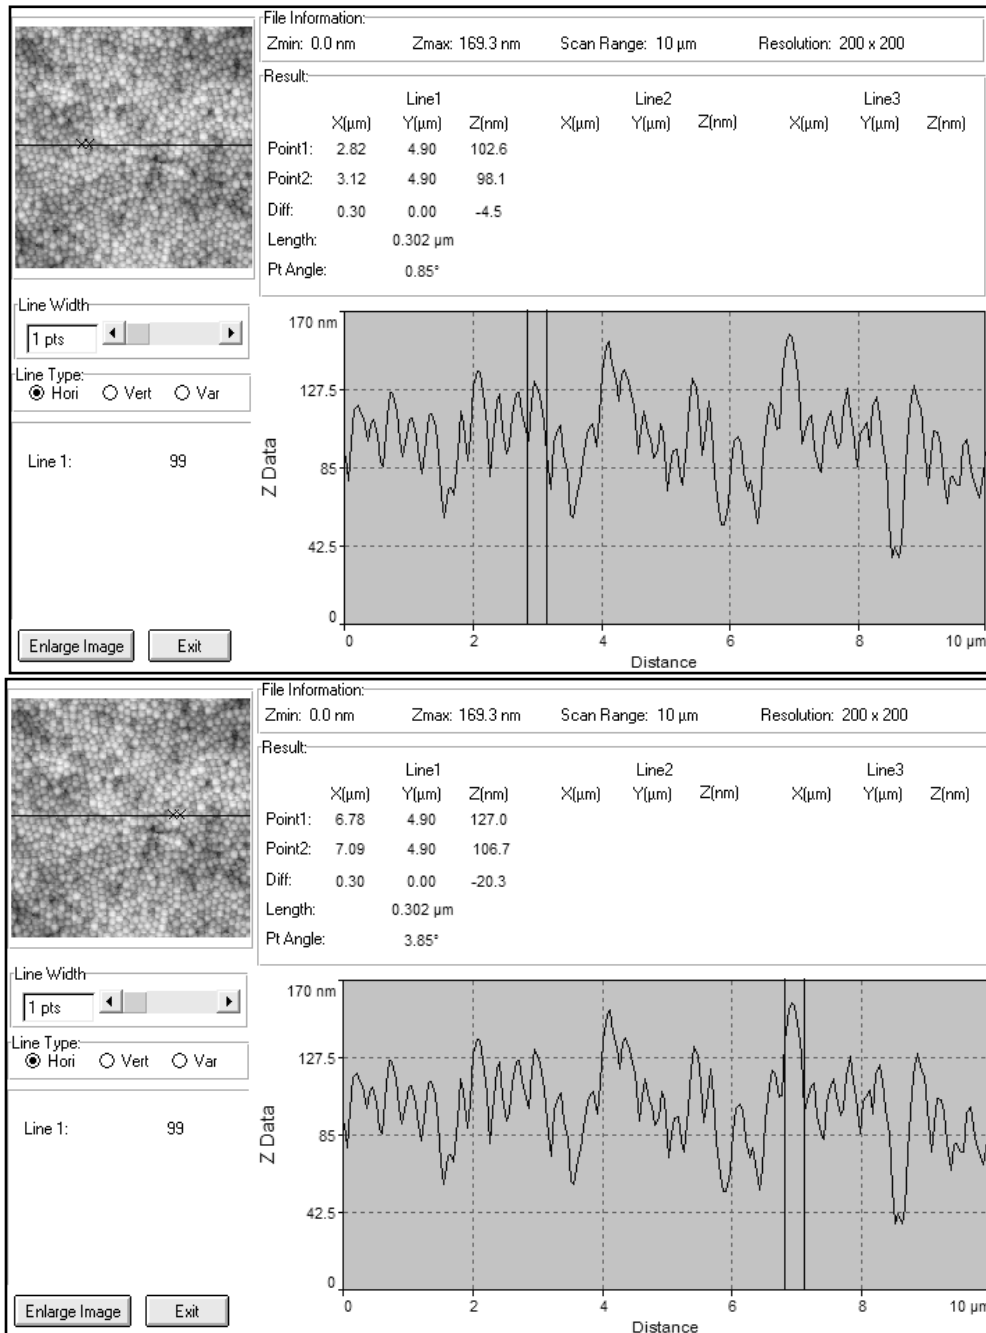 File Information:
Zmin: 0.0 nm Zmax: 169.3 nm Scan Range: 10 µm Resolution: 200 x 200
Result:
Line1 Line2 Line3
X(µm) Y(µm) Z(nm) X(µm) Y(µm) Z(nm) X(µm) Y(µm) Z(nm)
Point1: 2.82 4.90 102.6
Point2: 3.12 4.90 98.1
Diff: 0.30 0.00 -4.5
Length: 0.302 µm
Pt Angle: 0.85°
Line Width
1 pts
Line Type:
Hori Vert Var
Line 1: 99
Enlarge Image Exit
170 nm
127.5
85
42.5
0
Z Data
0 2 4 6 8 10 µm
Distance
File Information:
Zmin: 0.0 nm Zmax: 169.3 nm Scan Range: 10 µm Resolution: 200 x 200
Result:
Line1 Line2 Line3
X(µm) Y(µm) Z(nm) X(µm) Y(µm) Z(nm) X(µm) Y(µm) Z(nm)
Point1: 6.78 4.90 127.0
Point2: 7.09 4.90 106.7
Diff: 0.30 0.00 -20.3
Length: 0.302 µm
Pt Angle: 3.85°
Line Width
1 pts
Line Type:
Hori Vert Var
Line 1: 99
Enlarge Image Exit
170 nm
127.5
85
42.5
0
Z Data
0 2 4 6 8 10 µm
Distance